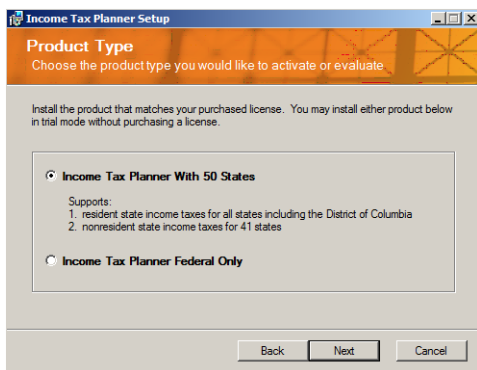 Income Tax Planner Setup
Product Type
Choose the product type you would like to activate or evaluate
Install the product that matches your purchased license. You may install either product below
in trial mode without purchasing a license.
Income Tax Planner With 50 States
Supports:
1. resident state income taxes for all states including the District of Columbia
2. nonresident state income taxes for 41 states
Income Tax Planner Federal Only
Back
Next
Cancel